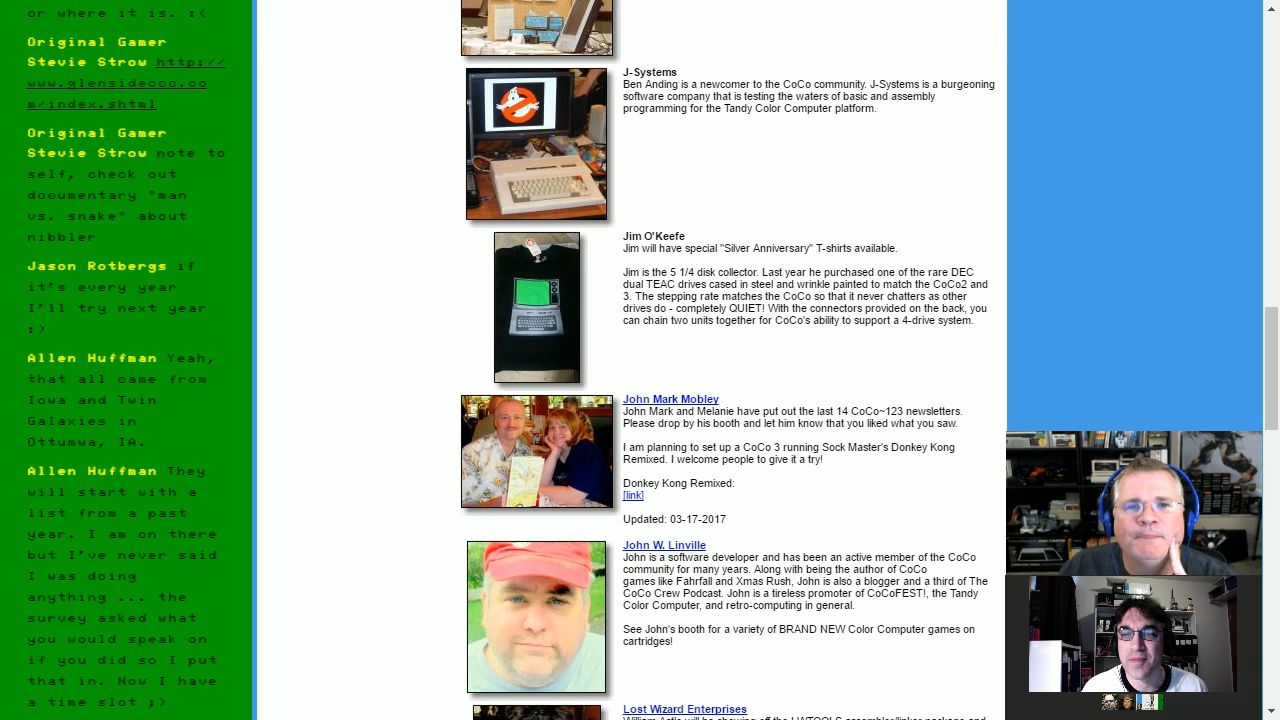 or where it is. :(
Original Gamer
Stevie Strow http://
www.glensideccc.co
m/index.shtml
Original Gamer
Stevie Strow note to
self, check out
documentary "man
vs. snake" about
nibbler
Jason Rotbergs if
it's every year
I'll try next year
:)
Allen Huffman Yeah,
that all came from
Iowa and Twin
Galaxies in
Ottumwa, IA.
Allen Huffman They
will start with a
list from a past
year. I am on there
but I've never said
I was doing
anything ... the
survey asked what
you would speak on
if you did so I put
that in. Now I have
a time slot ;)
J-Systems
Ben Anding is a newcomer to the CoCo community. J-Systems is a burgeoning
software company that is testing the waters of basic and assembly
programming for the Tandy Color Computer platform.
Jim O'Keefe
Jim will have special "Silver Anniversary" T-shirts available.
Jim is the 5 1/4 disk collector. Last year he purchased one of the rare DEC
dual TEAC drives cased in steel and wrinkle painted to match the CoCo2 and
3. The stepping rate matches the CoCo so that it never chatters as other
drives do - completely QUIET! With the connectors provided on the back, you
can chain two units together for CoCo's ability to support a 4-drive system.
John Mark Mobley
John Mark and Melanie have put out the last 14 CoCo~123 newsletters.
Please drop by his booth and let him know that you liked what you saw.
I am planning to set up a CoCo 3 running Sock Master's Donkey Kong
Remixed. I welcome people to give it a try!
Donkey Kong Remixed:
[link]
Updated: 03-17-2017
John W. Linville
John is a software developer and has been an active member of the CoCo
community for many years. Along with being the author of CoCo
games like Fahrfall and Xmas Rush, John is also a blogger and a third of The
CoCo Crew Podcast. John is a tireless promoter of CoCoFEST!, the Tandy
Color Computer, and retro-computing in general.
See John's booth for a variety of BRAND NEW Color Computer games on
cartridges!
Lost Wizard Enterprises
William Astle will be showing off the LWTOOLS assembler/linker package and